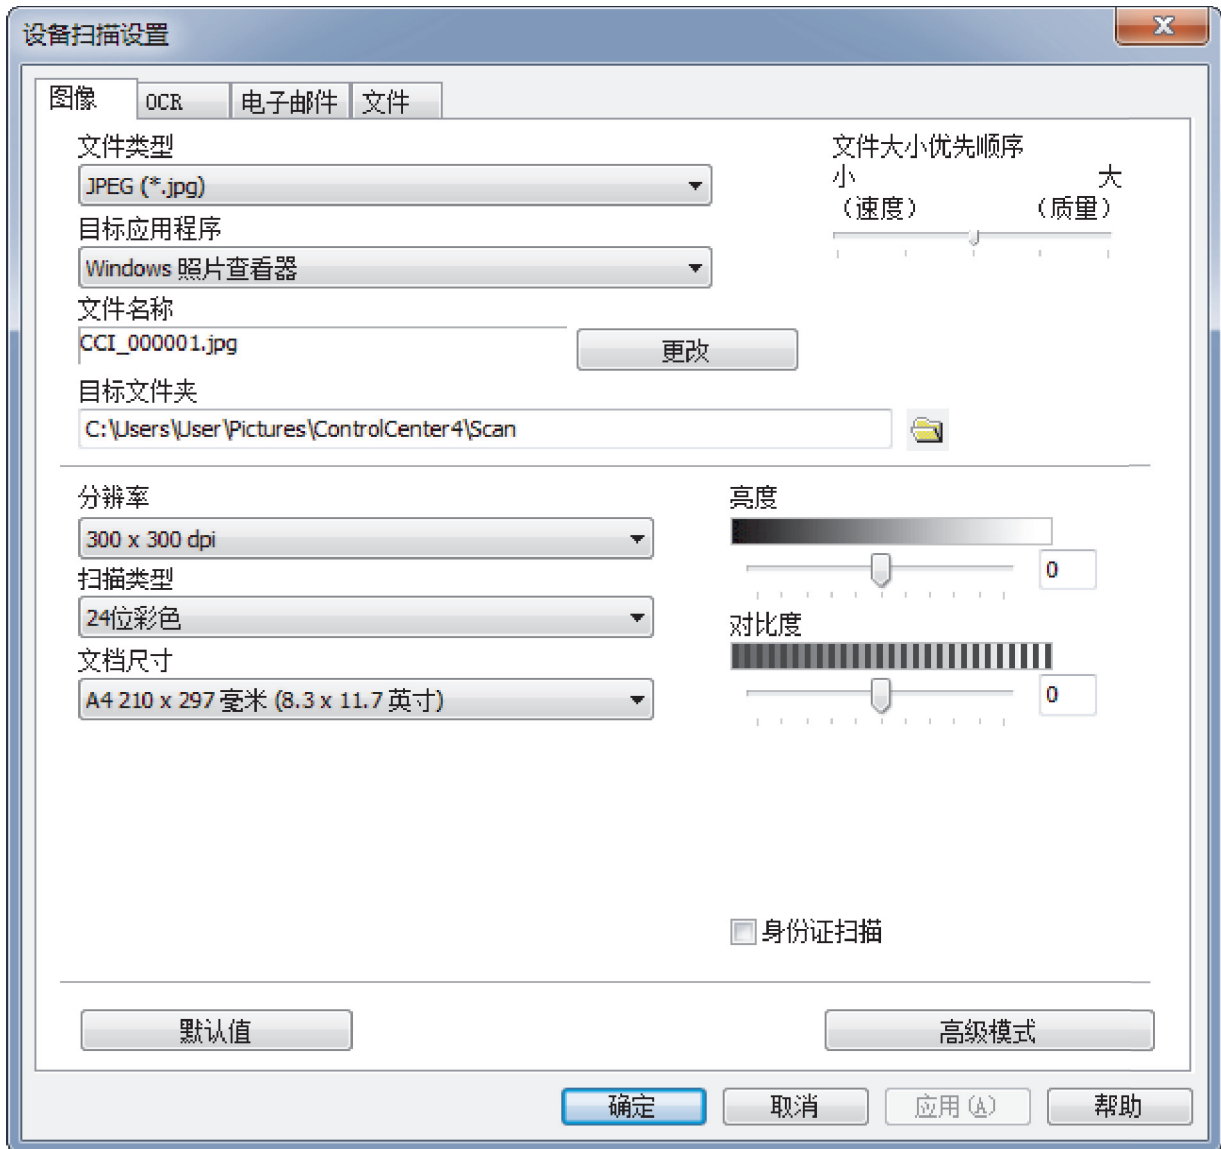 设备扫描设置
图像 OCR 电子邮件 文件
文件类型
JPEG (*.jpg)
目标应用程序
Windows 照片查看器
文件名称
CCI_000001.jpg
更改
目标文件夹
C:\Users\User\Pictures\ControlCenter4\Scan
文件大小优先顺序
小 大
(速度) (质量)
分辨率
300 x 300 dpi
扫描类型
24位彩色
文档尺寸
A4 210 x 297 毫米 (8.3 x 11.7 英寸)
亮度
0
对比度
0
身份证扫描
默认值 高级模式
确定 取消 应用(A) 帮助